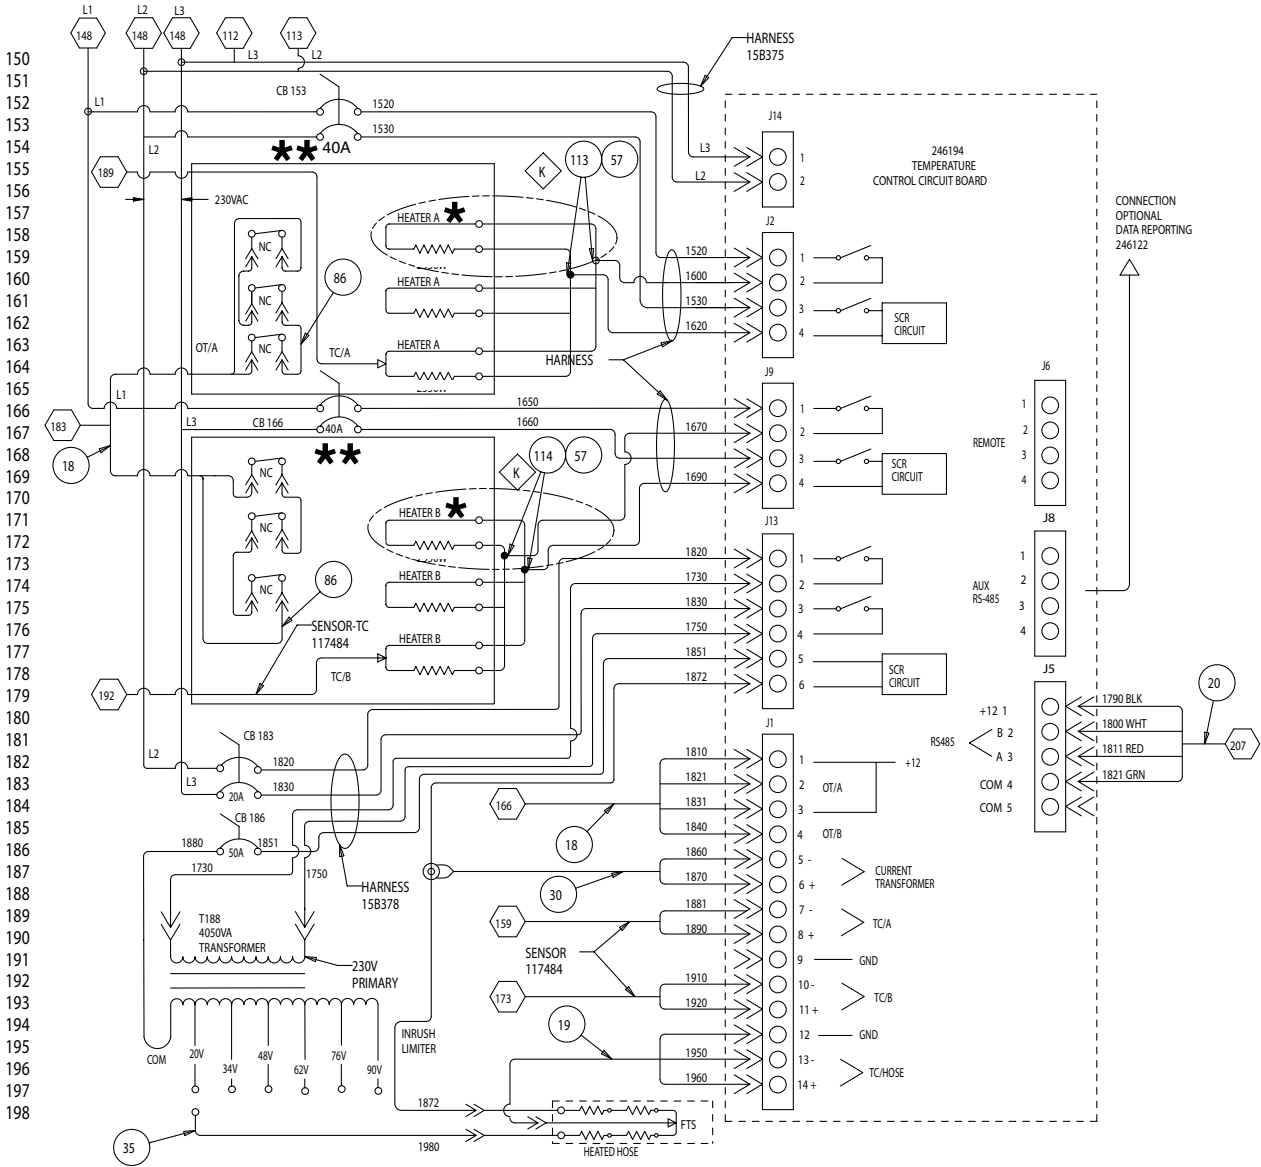 L1
L2
L3
148
148
148
112
113
150
151
152
153
154
155
156
157
158
159
160
161
162
163
164
165
166
167
168
169
170
171
172
173
174
175
176
177
178
179
180
181
182
183
184
185
186
187
188
189
190
191
192
193
194
195
196
197
198
L3
L2
HARNESS
15B375
CB 153
L1
1520
1530
L2
★★ 40A
189
230VAC
K
113
57
HEATER A
★
NC
NC
NC
86
HEATER A
HEATER A
OT/A
TC/A
HARNESS
L1
183
18
L3
CB 166
40A
★★
1650
1660
K
114
57
NC
NC
NC
HEATER B
★
HEATER B
HEATER B
86
SENSOR-TC
117484
TC/B
192
CB 183
L2
1820
L3
20A
1830
CB 186
1880
50A
1851
1730
1750
HARNESS
15B378
T188
4050VA
TRANSFORMER
230V
PRIMARY
COM
20V
34V
48V
62V
76V
90V
35
INRUSH
LIMITER
1872
1980
HEATED HOSE
FTS
246194
TEMPERATURE
CONTROL CIRCUIT BOARD
J14
L3
1
L2
2
J2
1520
1
1600
2
1530
3
1620
4
SCR
CIRCUIT
J9
1
1670
2
3
1690
4
SCR
CIRCUIT
J13
1820
1
1730
2
1830
3
1750
4
1851
5
1872
6
SCR
CIRCUIT
J1
1810
1
+12
1821
2
OT/A
1831
3
1840
4
OT/B
1860
5 -
1870
6 +
CURRENT
TRANSFORMER
1881
7 -
1890
8 +
TC/A
9
GND
1910
10 -
1920
11 +
TC/B
12
GND
1950
13 -
1960
14 +
TC/HOSE
166
18
30
159
SENSOR
117484
173
19
CONNECTION
OPTIONAL
DATA REPORTING
246122
J6
REMOTE
1
2
3
4
J8
AUX
RS-485
1
2
3
4
J5
+12 1
B 2
RS485
A 3
COM 4
COM 5
1790 BLK
1800 WHT
1811 RED
1821 GRN
20
207